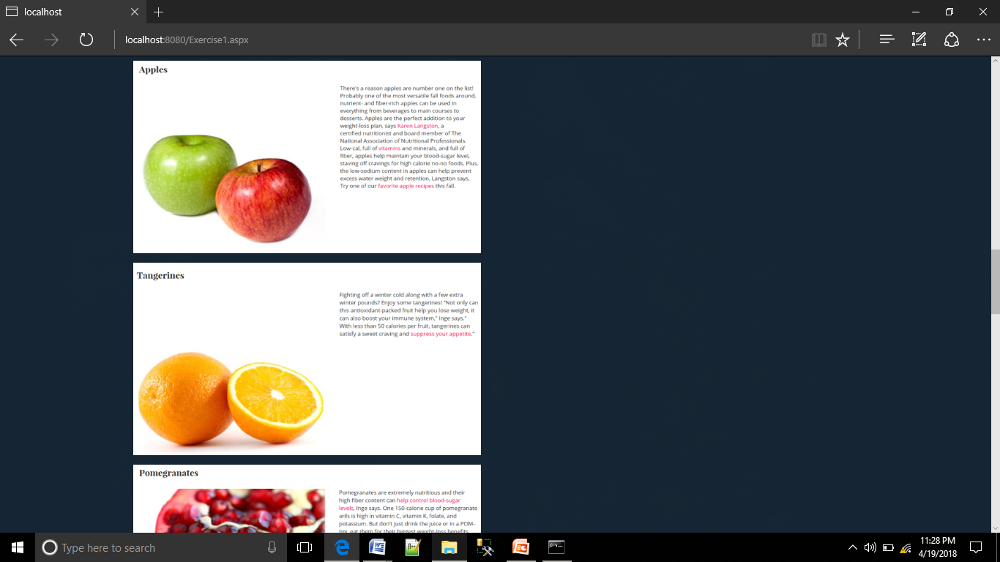 localhost
localhost:8080/Exercise1.aspx
Apples
There's a reason apples are number one on the list!
Probably one of the most versatile fall foods around,
nutrient- and fiber-rich apples can be used in
everything from beverages to main courses to
desserts. Apples are the perfect addition to your
weight-loss plan, says Karen Langston, a
certified nutritionist and board member of The
National Association of Nutritional Professionals.
Low-cal, full of vitamins and minerals, and full of
fiber, apples help maintain your blood-sugar level,
staving off cravings for high calorie no-no foods. Plus,
the low-sodium content in apples can help prevent
excess water weight and retention, Langston says.
Try one of our favorite apple recipes this fall.
Tangerines
Fighting off a winter cold along with a few extra
winter pounds? Enjoy some tangerines! "Not only can
this antioxidant-packed fruit help you lose weight, it
can also boost your immune system," Inge says."
With less than 50 calories per fruit, tangerines can
satisfy a sweet craving and suppress your appetite."
Pomegranates
Pomegranates are extremely nutritious and their
high fiber content can help control blood-sugar
levels, Inge says. One 150-calorie cup of pomegranate
arils is high in vitamin C, vitamin K, folate, and
potassium. But don't just drink the juice or in a POM-
tini, eat them for their biggest weight-loss benefits.
Type here to search
11:28 PM
4/19/2018